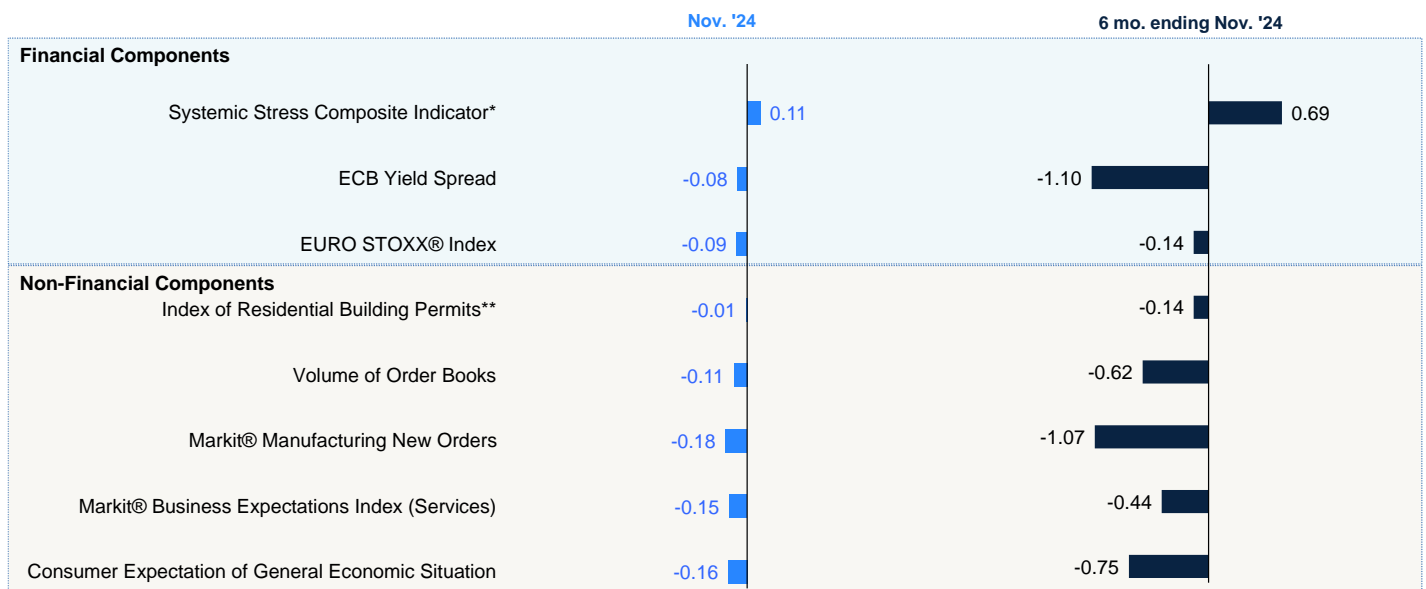 Nov. '24 6 mo. ending Nov. '24
Financial Components
Systemic Stress Composite Indicator* 0.11 0.69
ECB Yield Spread -0.08 -1.10
EURO STOXX® Index -0.09 -0.14
Non-Financial Components
Index of Residential Building Permits** -0.01 -0.14
Volume of Order Books -0.11 -0.62
Markit® Manufacturing New Orders -0.18 -1.07
Markit® Business Expectations Index (Services) -0.15 -0.44
Consumer Expectation of General Economic Situation -0.16 -0.75